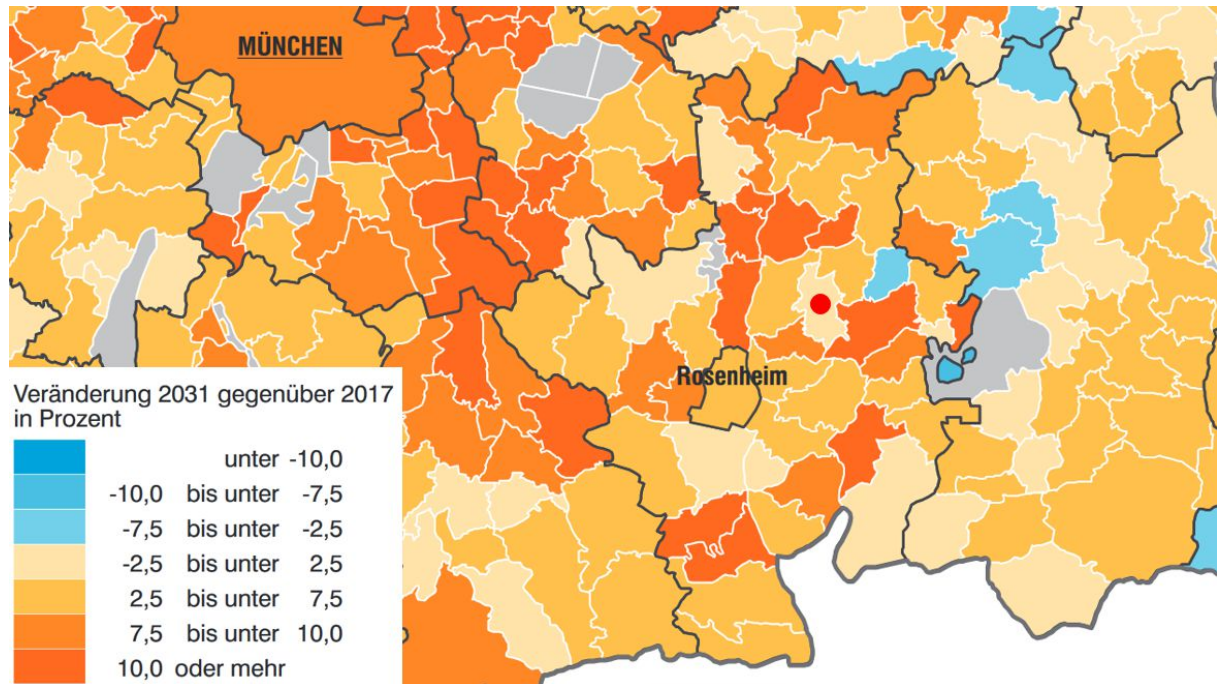 MÜNCHEN
Rosenheim
Veränderung 2031 gegenüber 2017
in Prozent
unter -10,0
-10,0 bis unter -7,5
-7,5 bis unter -2,5
-2,5 bis unter 2,5
2,5 bis unter 7,5
7,5 bis unter 10,0
10,0 oder mehr